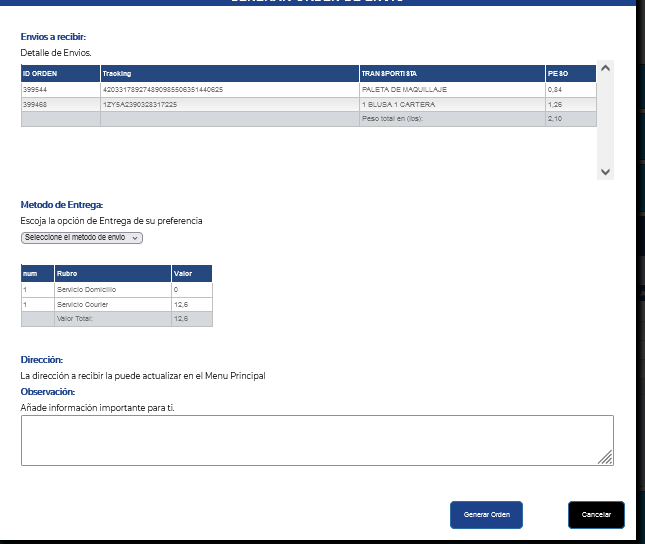 GENERAR ORDEN DE ENVIO
Envios a recibir:
Detalle de Envios.
ID ORDEN Tracking TRANSPORTISTA PESO
399544 420331789274890985506351440625 PALETA DE MAQUILLAJE 0,84
399468 1ZY5A2390328317225 1 BLUSA 1 CARTERA 1,26
Peso total en (lbs): 2,10
Metodo de Entrega:
Escoja la opción de Entrega de su preferencia
Seleccione el metodo de envio
num Rubro Valor
1 Servicio Domicilio 0
1 Servicio Courier 12,6
Valor Total: 12,6
Dirección:
La dirección a recibir la puede actualizar en el Menu Principal
Observación:
Añade información importante para ti.
Generar Orden Cancelar